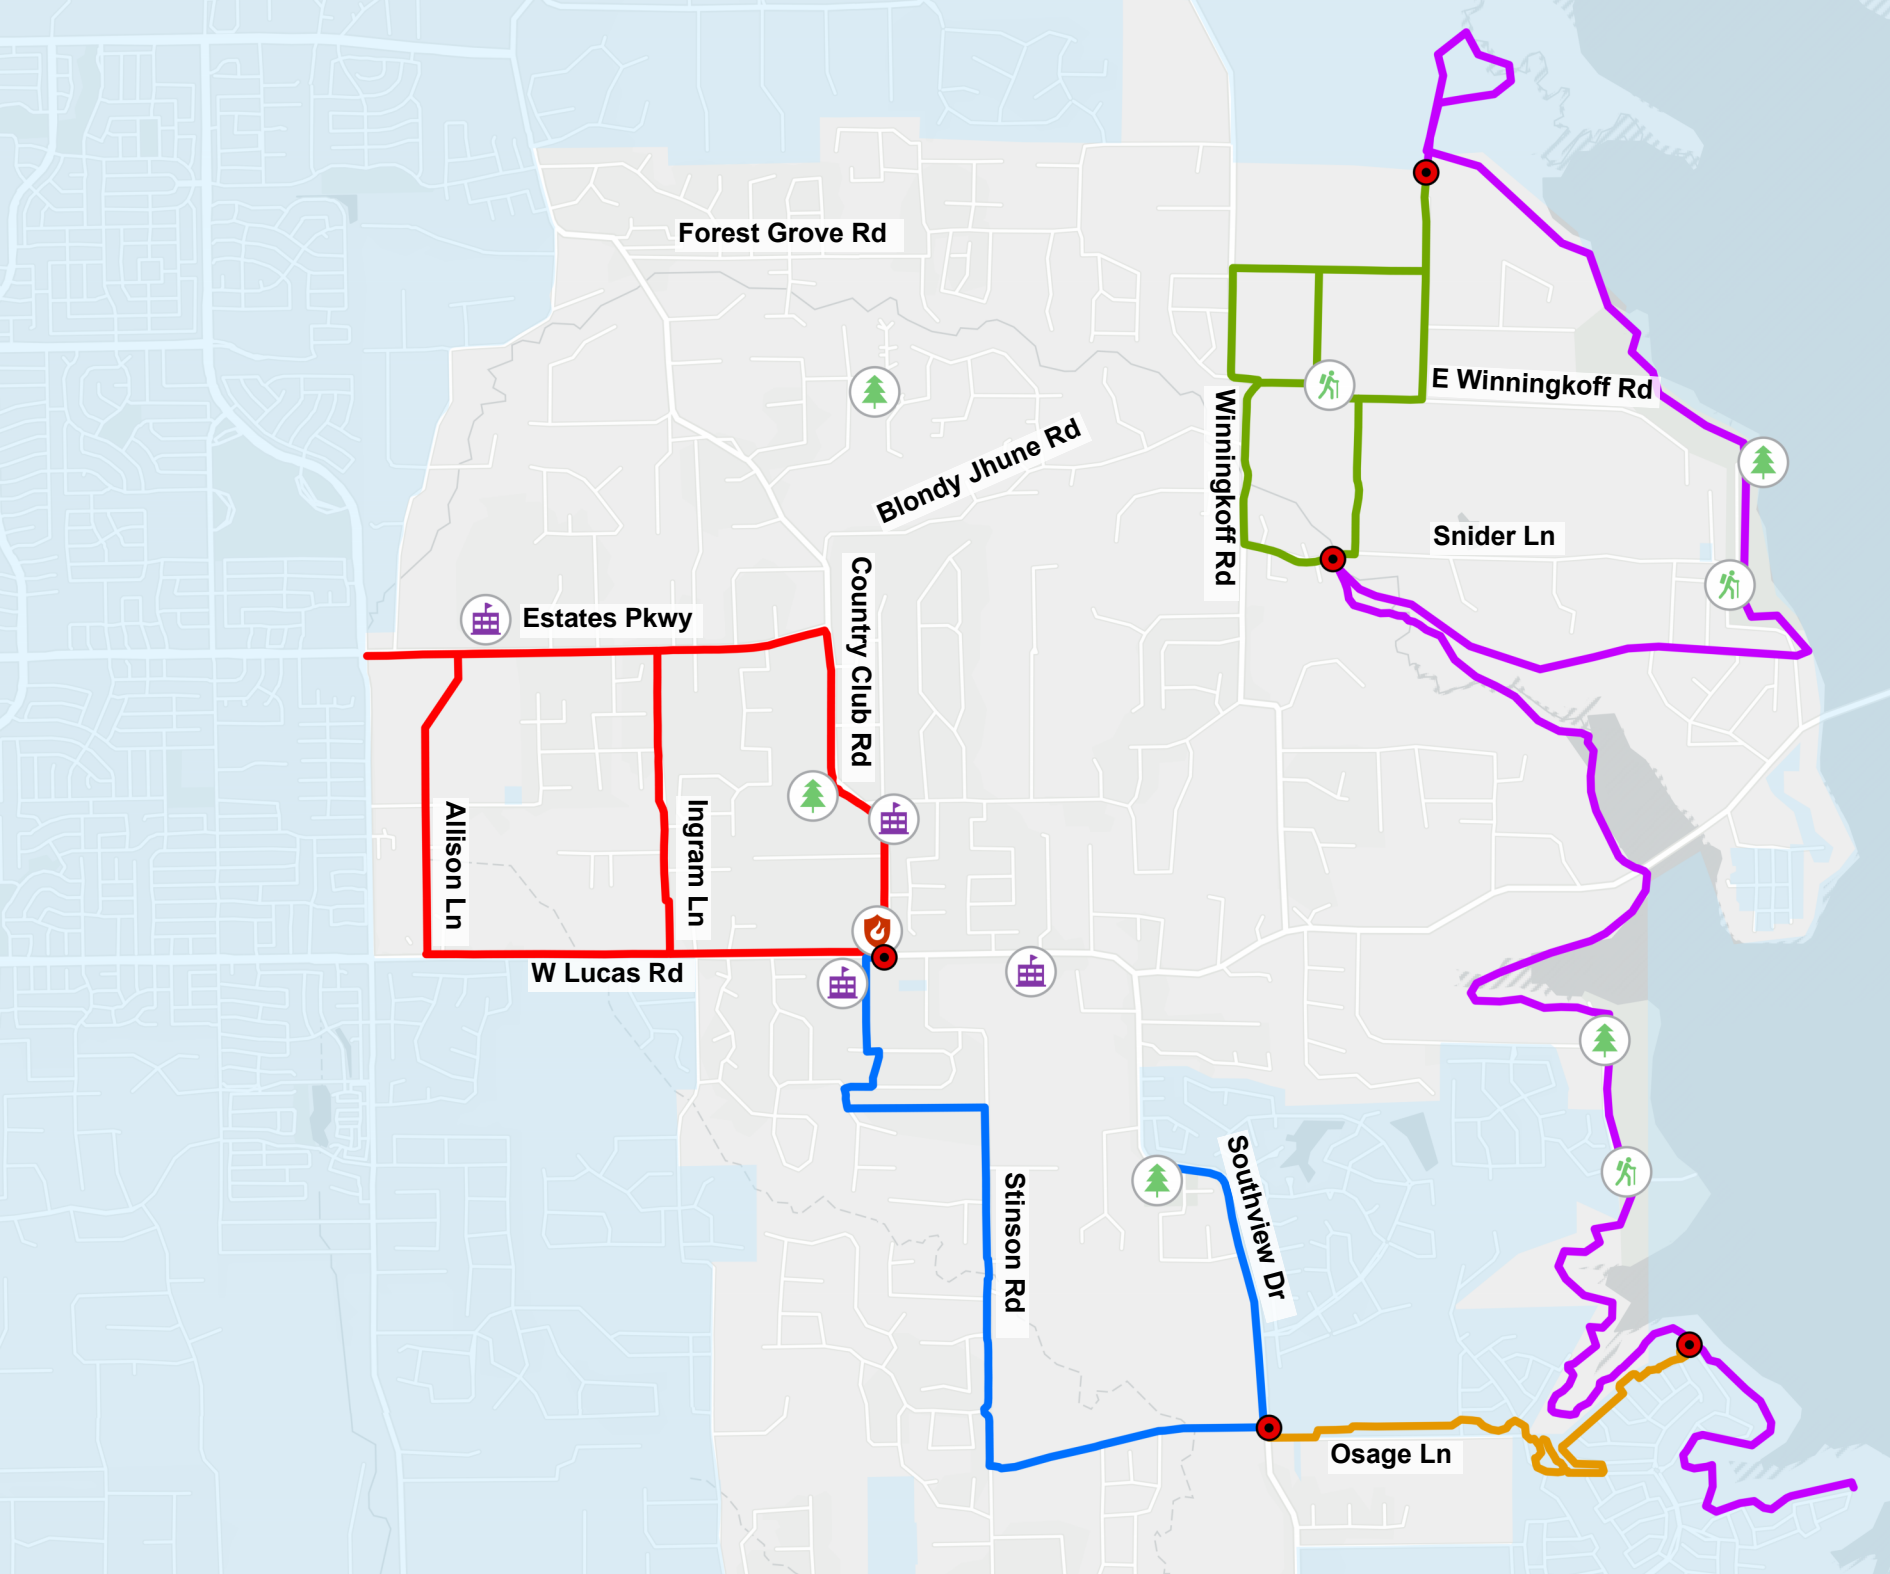 Forest Grove Rd
E Winningkoff Rd
Winningkoff Rd
Blondy Jhune Rd
Snider Ln
Country Club Rd
Estates Pkwy
Allison Ln
Ingram Ln
W Lucas Rd
Southview Dr
Stinson Rd
Osage Ln